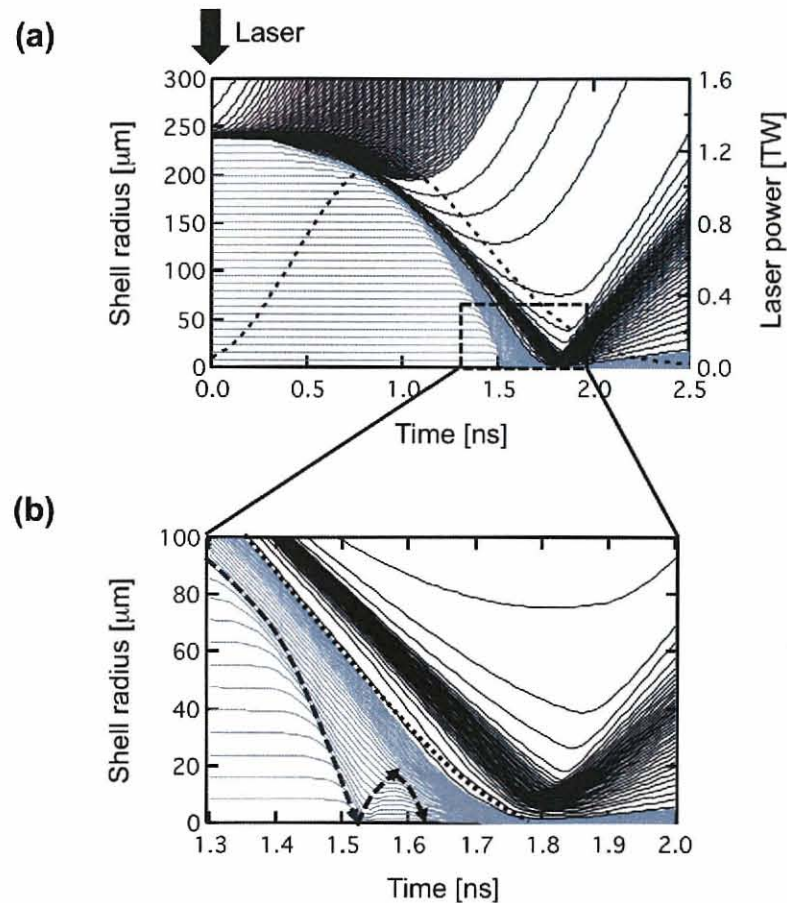 (a)
Laser
300
250
200
150
100
50
0
Shell radius [μm]
1.6
1.2
0.8
0.4
0.0
Laser power [TW]
0.0 0.5 1.0 1.5 2.0 2.5
Time [ns]
(b)
100
80
60
40
20
0
Shell radius [μm]
1.3 1.4 1.5 1.6 1.7 1.8 1.9 2.0
Time [ns]